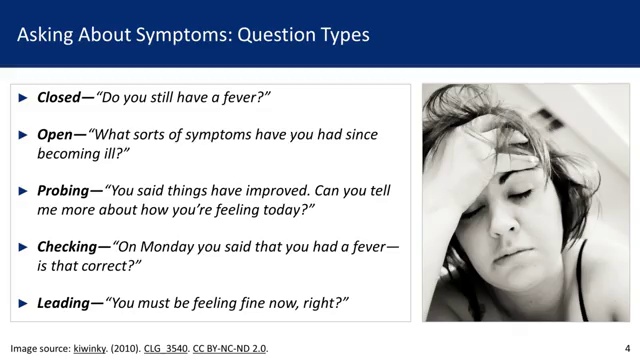 Asking About Symptoms: Question Types
► Closed—“Do you still have a fever?”
► Open—“What sorts of symptoms have you had since
becoming ill?”
► Probing—“You said things have improved. Can you tell
me more about how you’re feeling today?”
► Checking—“On Monday you said that you had a fever—
is that correct?”
► Leading—“You must be feeling fine now, right?”
Image source: kiwinky. (2010). CLG_3540. CC BY-NC-ND 2.0.
4